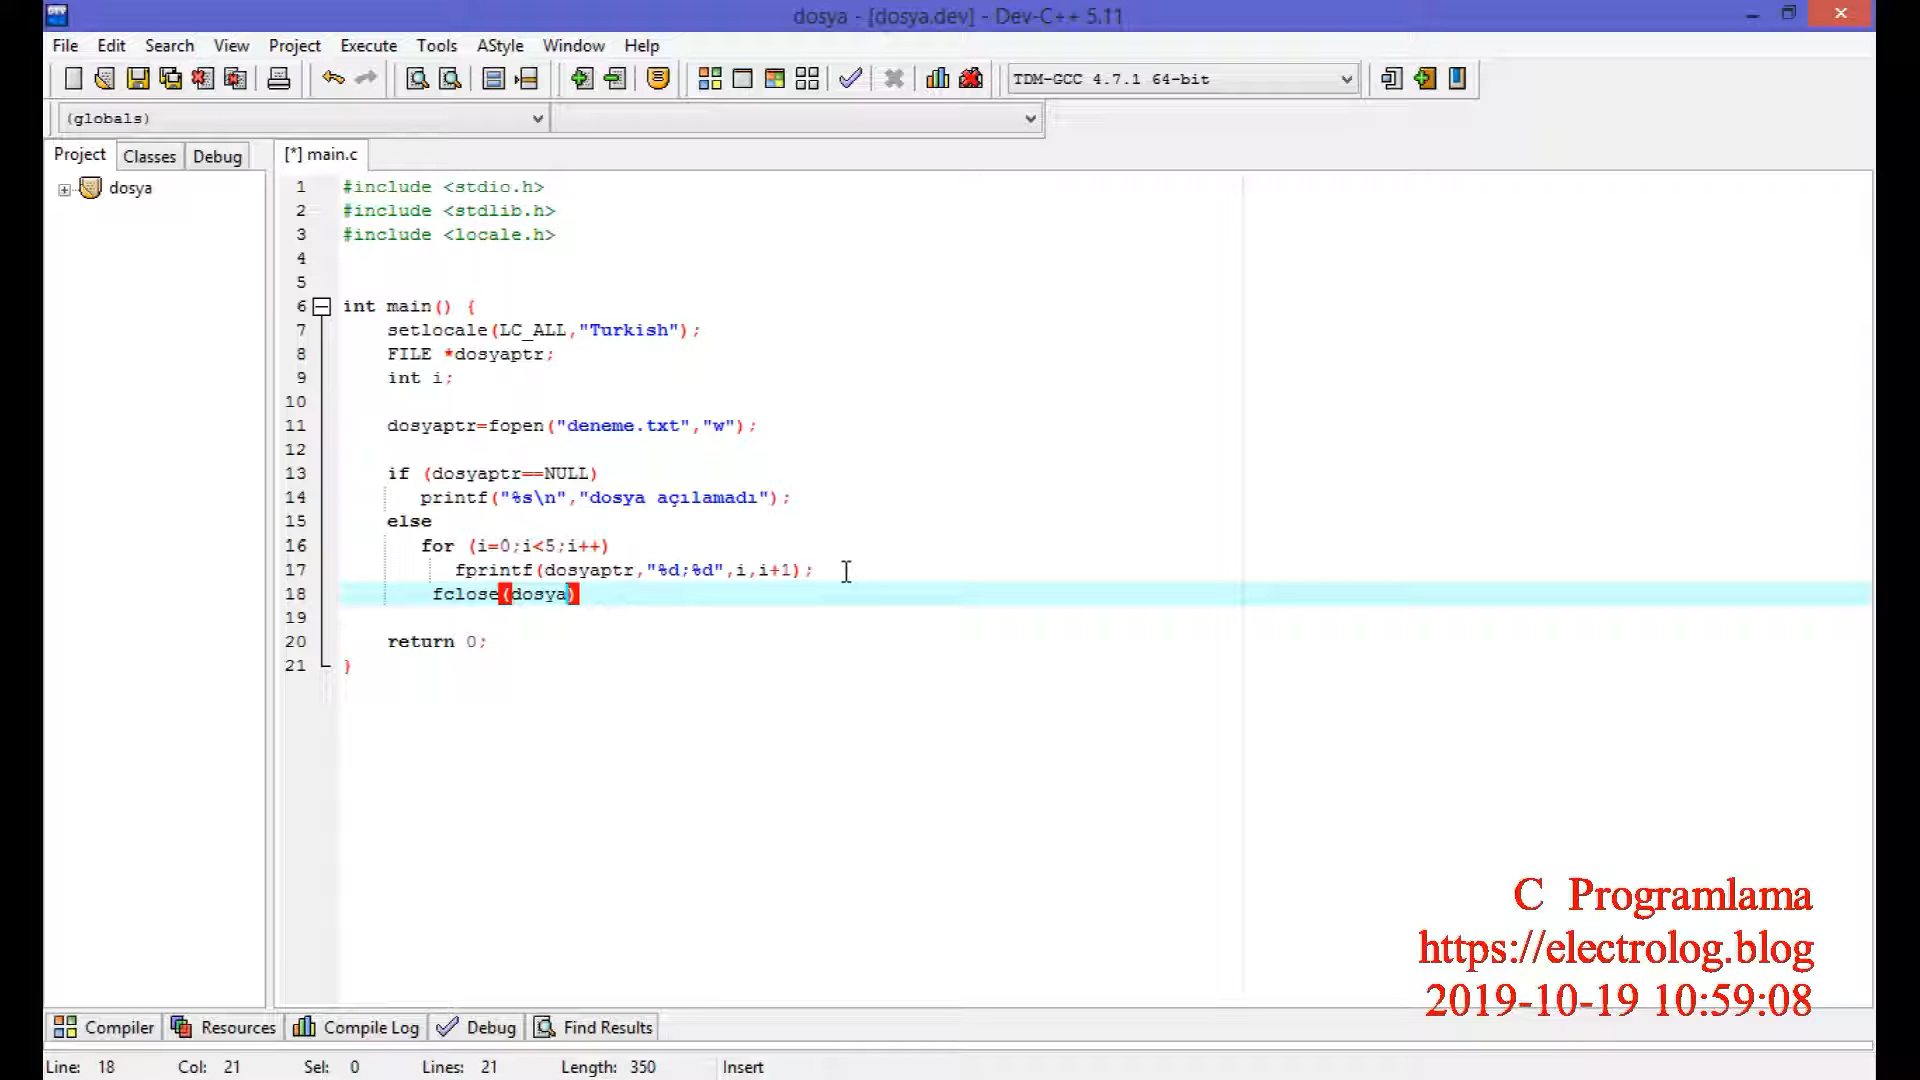 dosya - [dosya.dev] - Dev-C++ 5.11
File Edit Search View Project Execute Tools AStyle Window Help
TDM-GCC 4.7.1 64-bit
(globals)
Project Classes Debug
[*] main.c
dosya
1 #include <stdio.h>
2 #include <stdlib.h>
3 #include <locale.h>
4
5
6 int main() {
7 setlocale(LC_ALL,"Turkish");
8 FILE *dosyaptr;
9 int i;
10
11 dosyaptr=fopen("deneme.txt","w");
12
13 if (dosyaptr==NULL)
14 printf("%s\n","dosya açılamadı");
15 else
16 for (i=0;i<5;i++)
17 fprintf(dosyaptr,"%d;%d",i,i+1);
18 fclose(dosya)
19
20 return 0;
21 }
C Programlama
https://electrolog.blog
2019-10-19 10:59:08
Compiler Resources Compile Log Debug Find Results
Line: 18 Col: 21 Sel: 0 Lines: 21 Length: 350 Insert